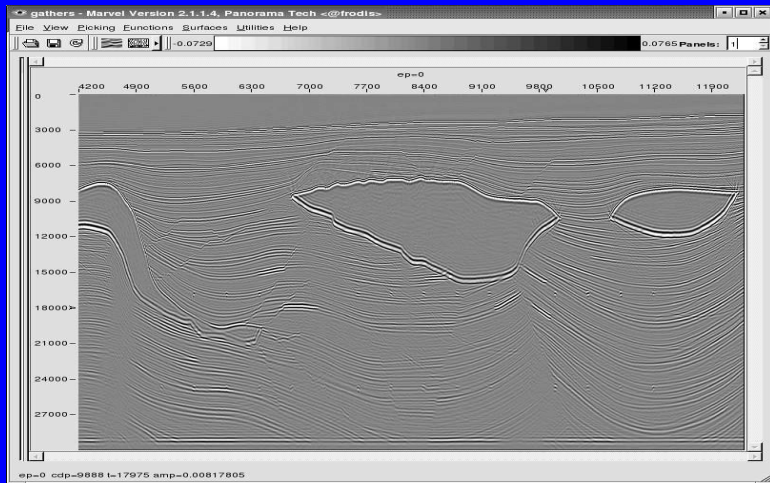 gathers - Marvel Version 2.1.1.4, Panorama Tech <@frodis>
File View Picking Functions Surfaces Utilities Help
-0.0729 0.0765 Panels: 1
ep=0
4200 4900 5600 6300 7000 7700 8400 9100 9800 10500 11200 11900
0
3000
6000
9000
12000
15000
18000
21000
24000
27000
ep=0 cdp=9888 t=17975 amp=0.00817805